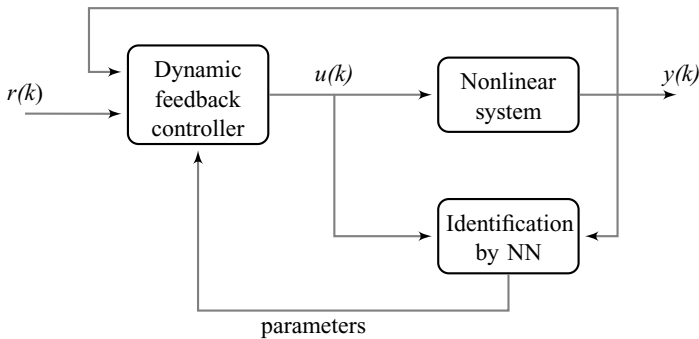 Dynamic
feedback
controller
r(k)
u(k)
Nonlinear
system
y(k)
Identification
by NN
parameters